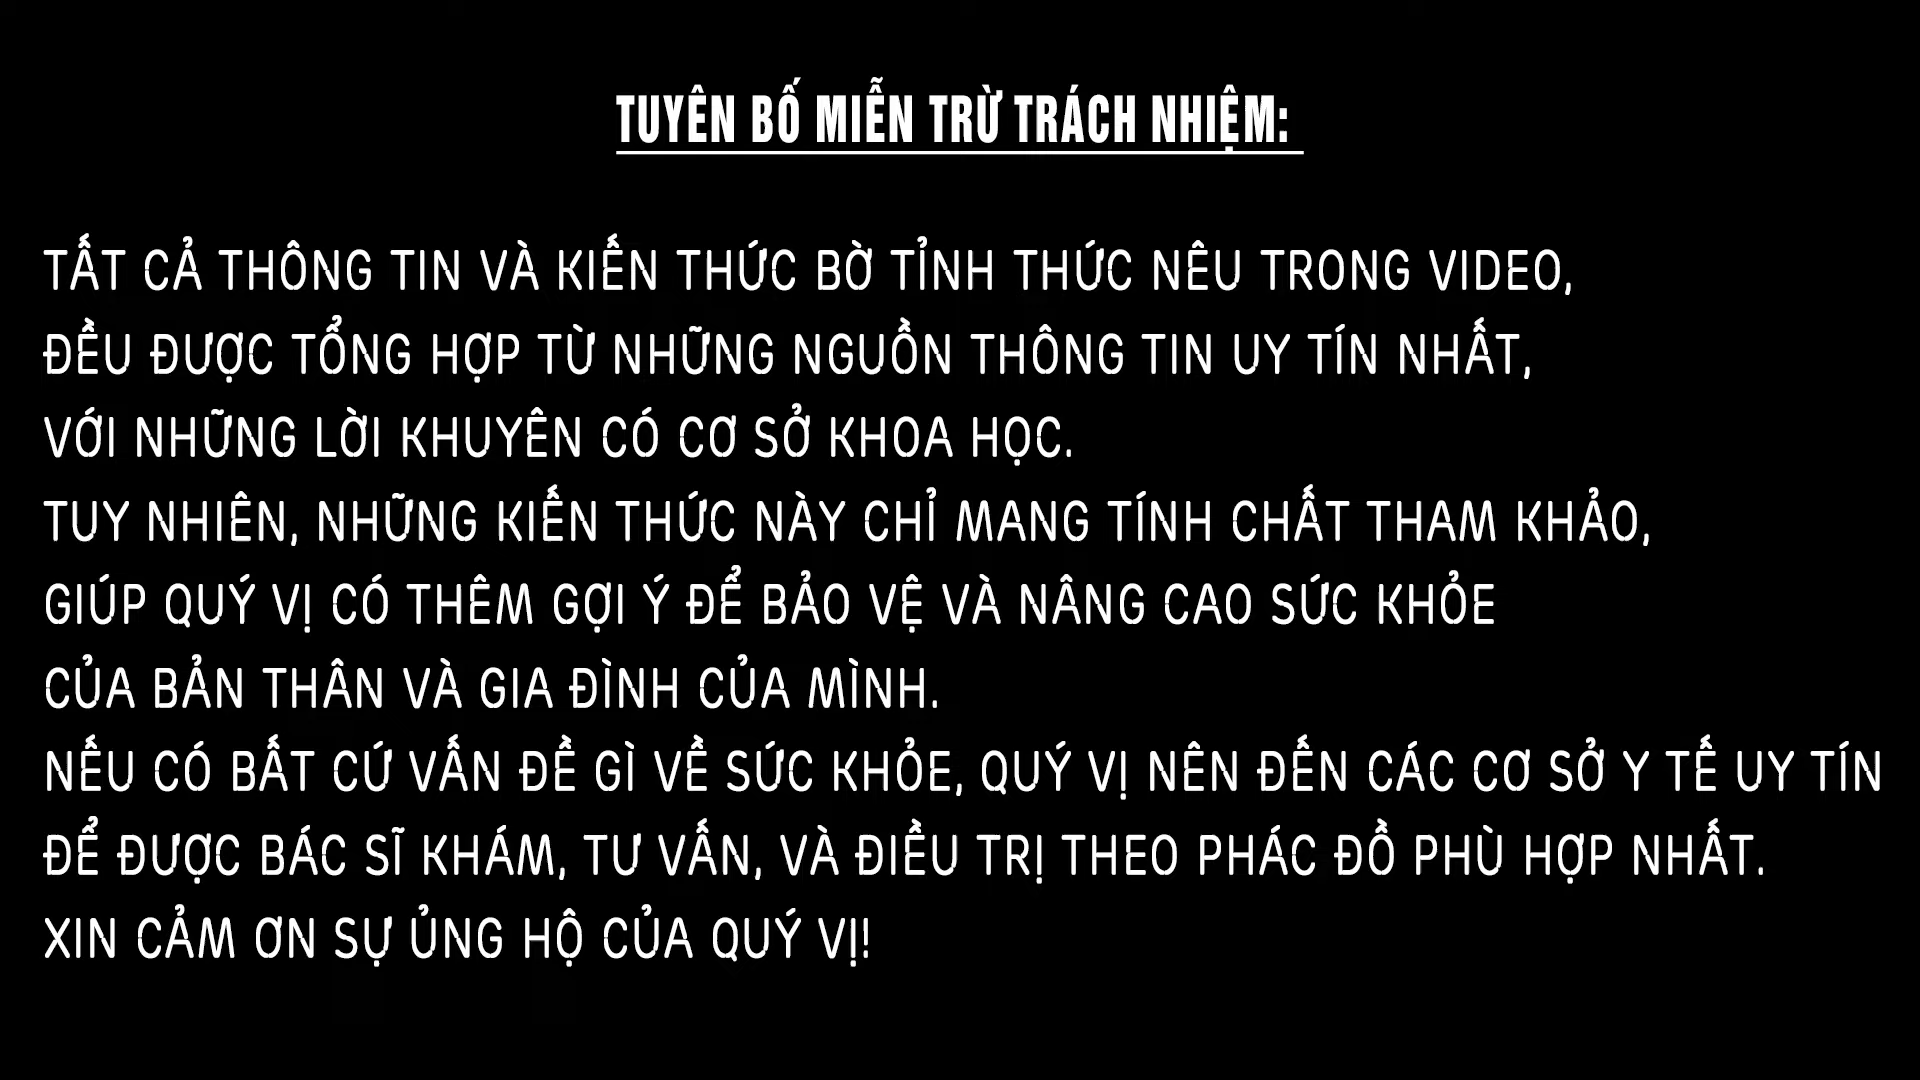 TUYÊN BỐ MIỄN TRỪ TRÁCH NHIỆM:
TẤT CẢ THÔNG TIN VÀ KIẾN THỨC BỜ TỈNH THỨC NÊU TRONG VIDEO,
ĐỀU ĐƯỢC TỔNG HỢP TỪ NHỮNG NGUỒN THÔNG TIN UY TÍN NHẤT,
VỚI NHỮNG LỜI KHUYÊN CÓ CƠ SỞ KHOA HỌC.
TUY NHIÊN, NHỮNG KIẾN THỨC NÀY CHỈ MANG TÍNH CHẤT THAM KHẢO,
GIÚP QUÝ VỊ CÓ THÊM GỢI Ý ĐỂ BẢO VỆ VÀ NÂNG CAO SỨC KHỎE
CỦA BẢN THÂN VÀ GIA ĐÌNH CỦA MÌNH.
NẾU CÓ BẤT CỨ VẤN ĐỀ GÌ VỀ SỨC KHỎE, QUÝ VỊ NÊN ĐẾN CÁC CƠ SỞ Y TẾ UY TÍN
ĐỂ ĐƯỢC BÁC SĨ KHÁM, TƯ VẤN, VÀ ĐIỀU TRỊ THEO PHÁC ĐỒ PHÙ HỢP NHẤT.
XIN CẢM ƠN SỰ ỦNG HỘ CỦA QUÝ VỊ!